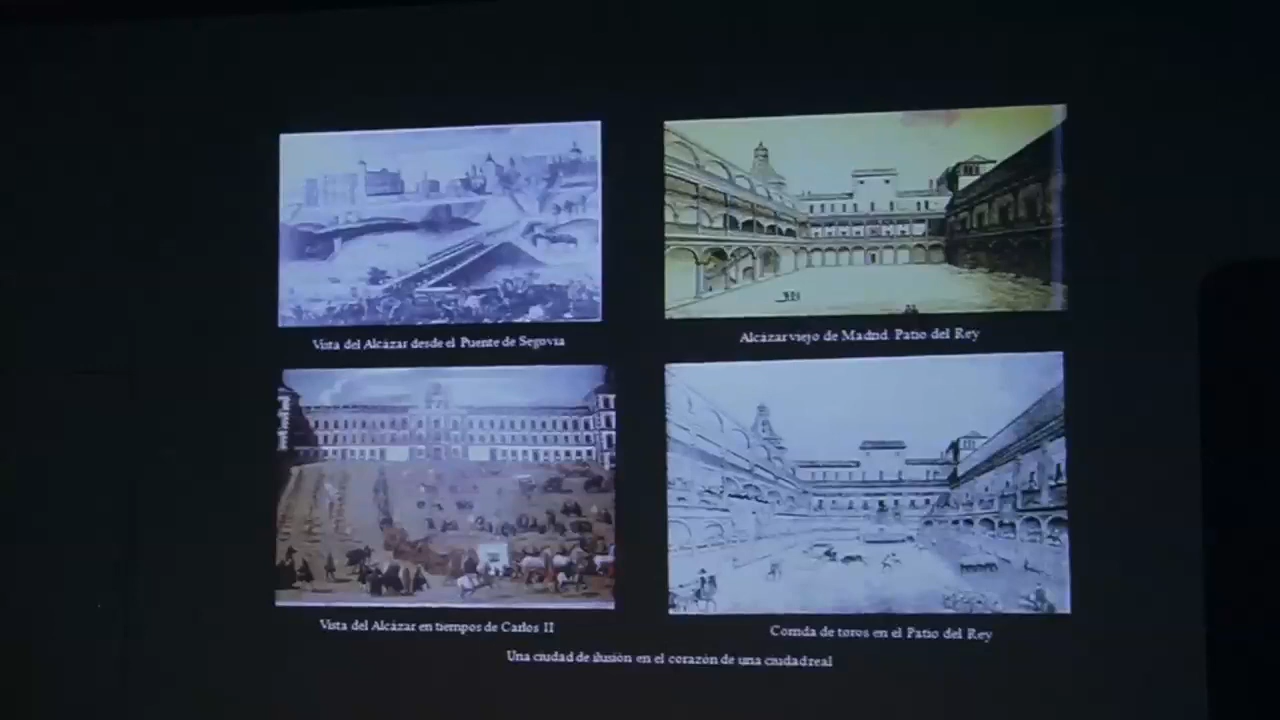 Vista del Alcázar desde el Puente de Segovia
Alcázar viejo de Madrid. Patio del Rey
Vista del Alcázar en tiempos de Carlos II
Corrida de toros en el Patio del Rey
Una ciudad de ilusión en el corazón de una ciudad real